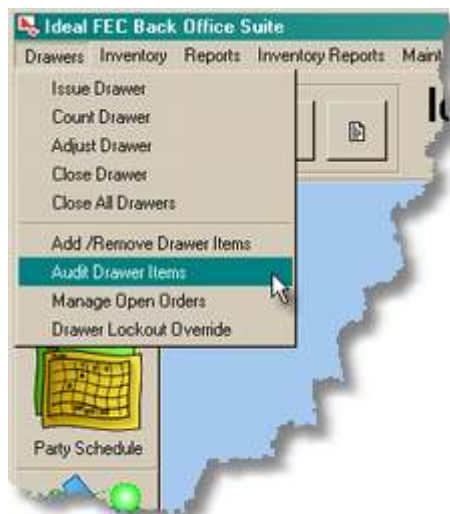 Ideal FEC Back Office Suite
Drawers Inventory Reports Inventory Reports
Issue Drawer
Count Drawer
Adjust Drawer
Close Drawer
Close All Drawers
Add /Remove Drawer Items
Audit Drawer Items
Manage Open Orders
Drawer Lockout Override
Party Schedule